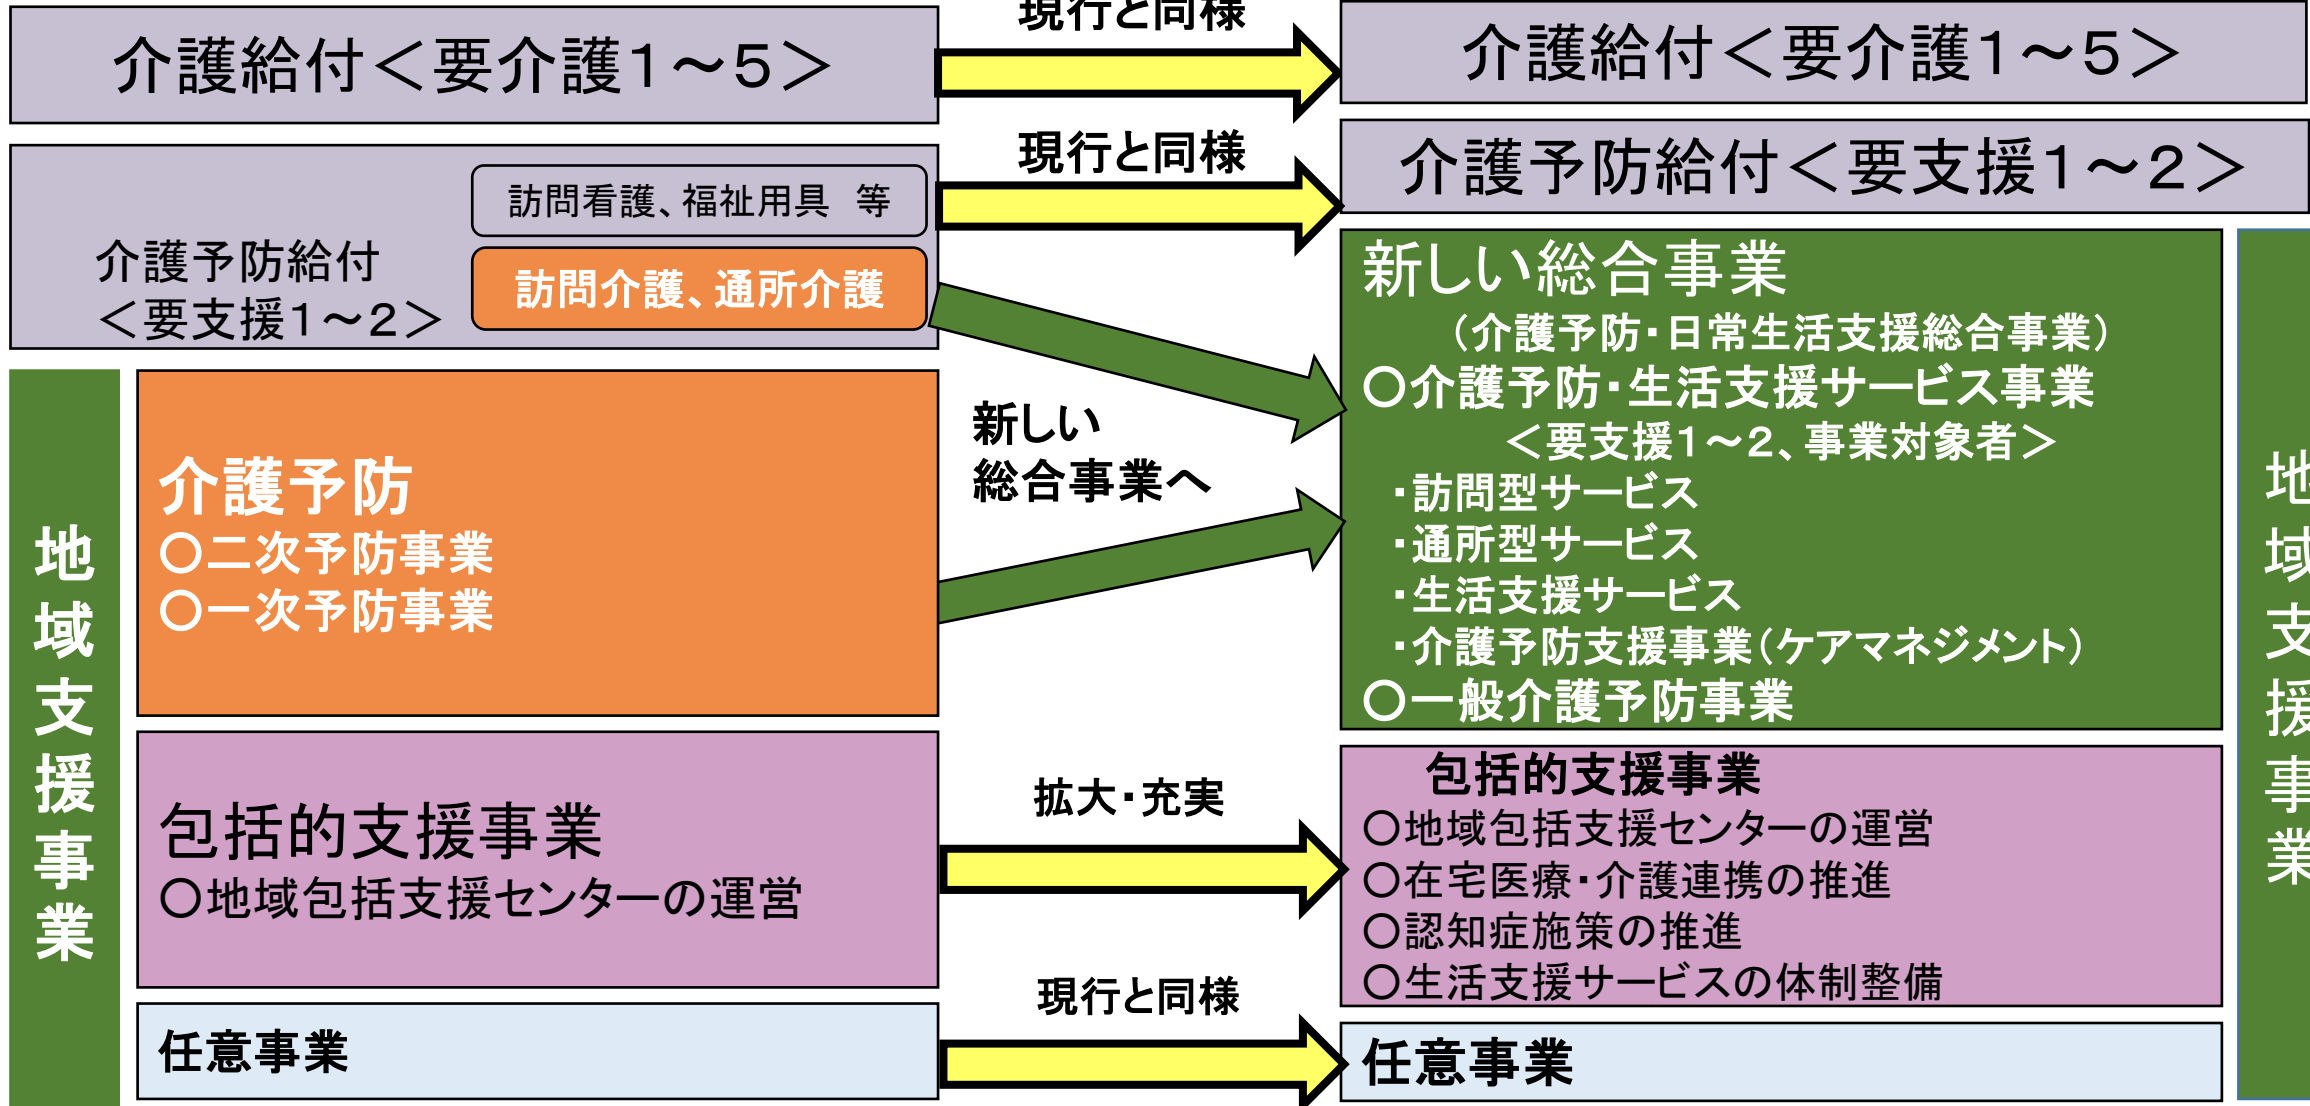 介護給付＜要介護１～５＞
介護予防給付
＜要支援１～２＞
訪問看護、福祉用具　等
訪問介護、通所介護
地域支援事業
介護予防
〇二次予防事業
〇一次予防事業
包括的支援事業
〇地域包括支援センターの運営
任意事業
現行と同様
現行と同様
新しい
総合事業へ
拡大・充実
現行と同様
介護給付＜要介護１～５＞
介護予防給付＜要支援１～２＞
新しい総合事業
（介護予防・日常生活支援総合事業）
〇介護予防・生活支援サービス事業
＜要支援１～２、事業対象者＞
・訪問型サービス
・通所型サービス
・生活支援サービス
・介護予防支援事業（ケアマネジメント）
〇一般介護予防事業
包括的支援事業
〇地域包括支援センターの運営
〇在宅医療・介護連携の推進
〇認知症施策の推進
〇生活支援サービスの体制整備
任意事業
地域支援事業